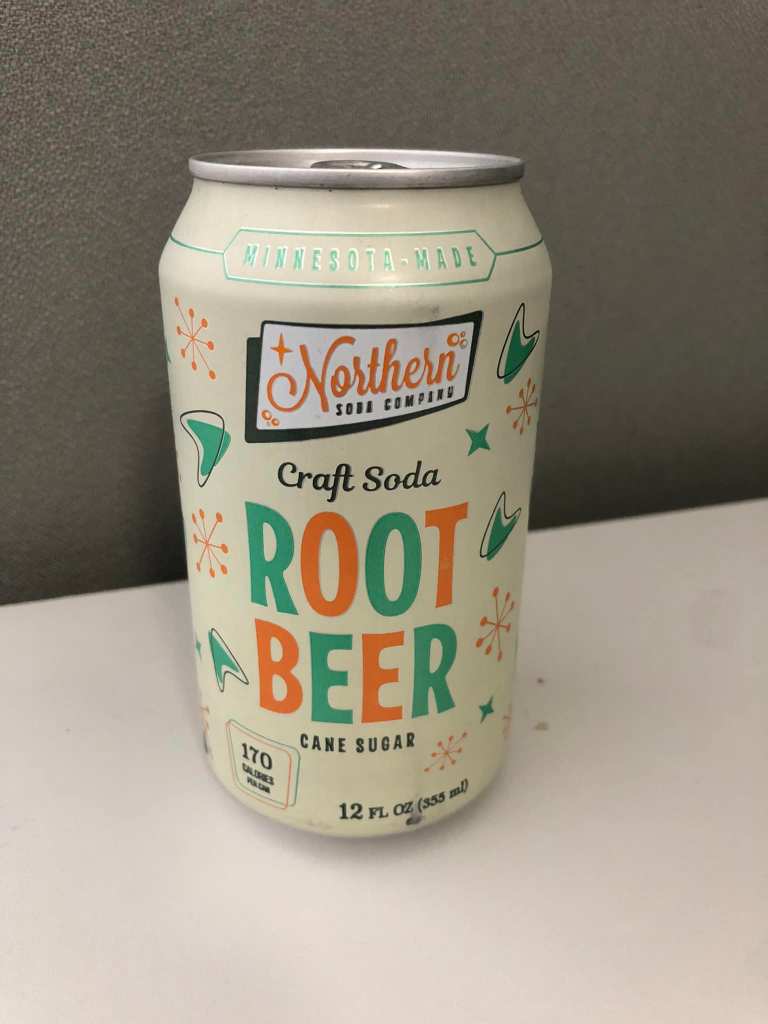 MINNESOTA-MADE
Northern
SODA COMPANY
Craft Soda
ROOT
BEER
CANE SUGAR
170
CALORIES
PER CAN
12 FL OZ (355 ml)